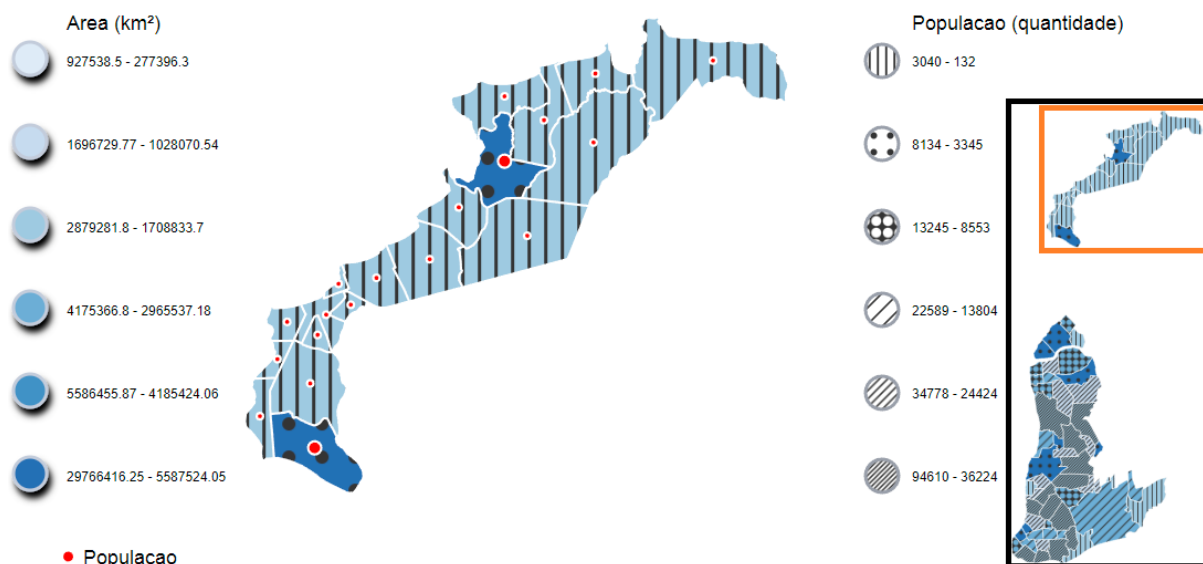 Area (km²)
927538.5 - 277396.3
1696729.77 - 1028070.54
2879281.8 - 1708833.7
4175366.8 - 2965537.18
5586455.87 - 4185424.06
29766416.25 - 5587524.05
Populacao
Populacao (quantidade)
3040 - 132
8134 - 3345
13245 - 8553
22589 - 13804
34778 - 24424
94610 - 36224